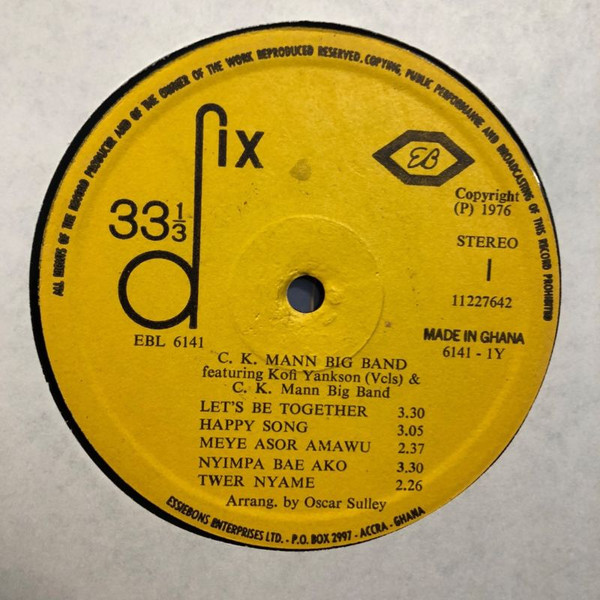 ALL RIGHTS OF THE RECORD PRODUCER AND OF THE OWNER OF THE WORK REPRODUCED RESERVED. COPYING, PUBLIC PERFORMANCE AND BROADCASTING OF THIS RECORD PROHIBITED
dix
33⅓
EB
Copyright
(P) 1976
STEREO
1
11227642
EBL 6141
MADE IN GHANA
6141 - 1Y
C. K. MANN BIG BAND
featuring Kofi Yankson (Vcls) &
C. K. Mann Big Band
LET'S BE TOGETHER 3.30
HAPPY SONG 3.05
MEYE ASOR AMAWU 2.37
NYIMPA BAE AKO 3.30
TWER NYAME 2.26
Arrang. by Oscar Sulley
ESSIEBONS ENTERPRISES LTD. - P.O. BOX 2997 - ACCRA - GHANA